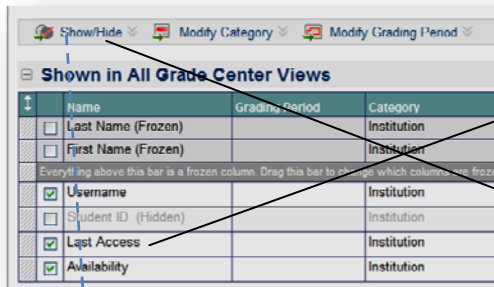 Show/Hide Modify Category Modify Grading Period
Shown in All Grade Center Views
Name Grading Period Category
Last Name (Frozen) Institution
First Name (Frozen) Institution
Everything above this bar is a frozen column. Drag this bar to change which columns are froze
Username Institution
Student ID (Hidden) Institution
Last Access Institution
Availability Institution